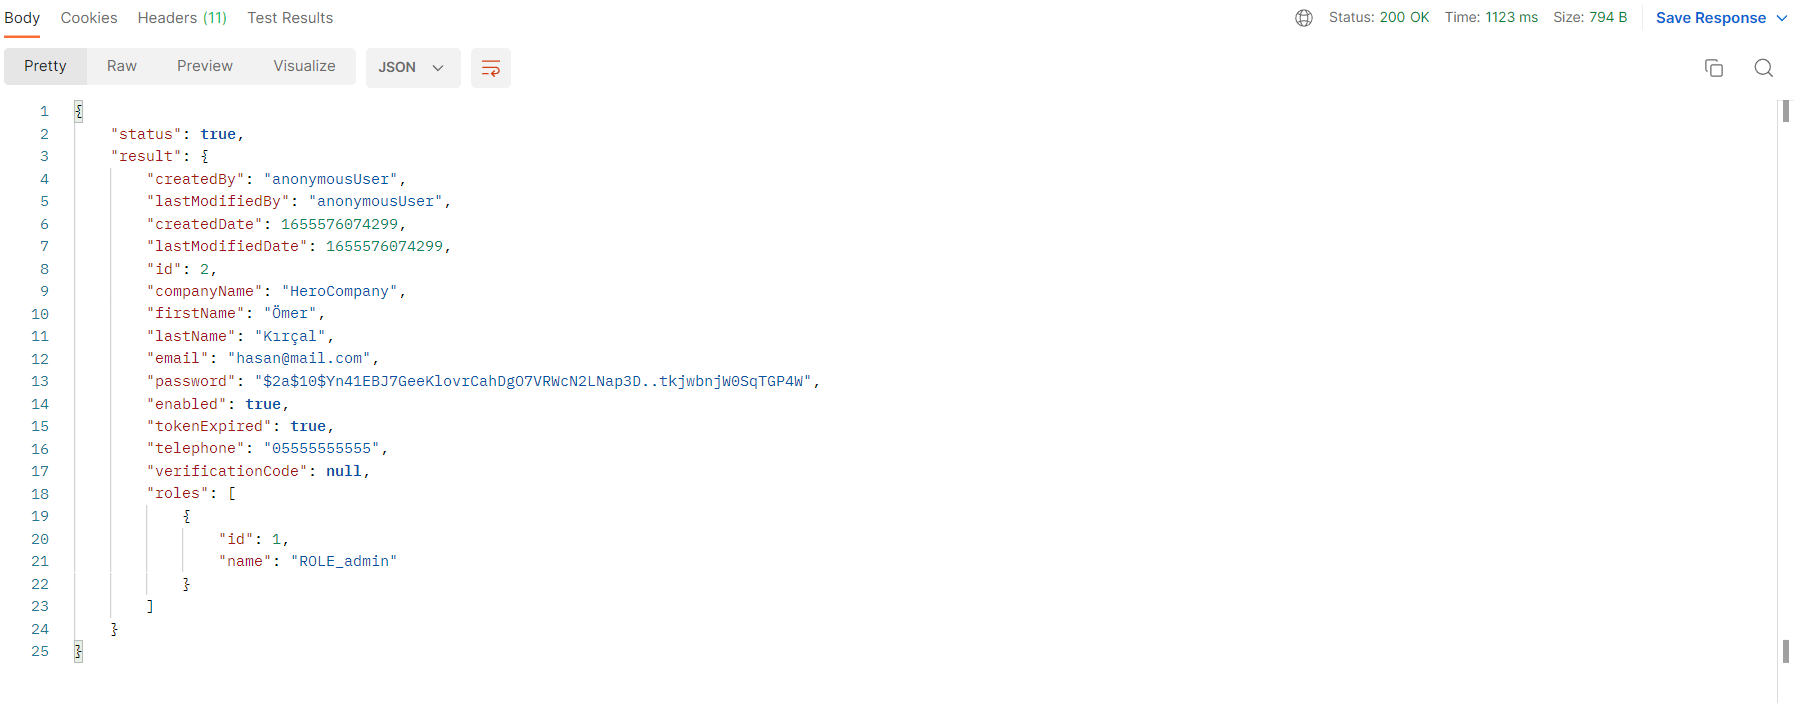 Body Cookies Headers (11) Test Results Status: 200 OK Time: 1123 ms Size: 794 B Save Response
Pretty Raw Preview Visualize JSON
1 {
2 "status": true,
3 "result": {
4 "createdBy": "anonymousUser",
5 "lastModifiedBy": "anonymousUser",
6 "createdDate": 1655576074299,
7 "lastModifiedDate": 1655576074299,
8 "id": 2,
9 "companyName": "HeroCompany",
10 "firstName": "Ömer",
11 "lastName": "Kırçal",
12 "email": "hasan@mail.com",
13 "password": "$2a$10$Yn41EBJ7GeeKlovrCahDgO7VRWcN2LNap3D..tkjwbnjW0SqTGP4W",
14 "enabled": true,
15 "tokenExpired": true,
16 "telephone": "05555555555",
17 "verificationCode": null,
18 "roles": [
19 {
20 "id": 1,
21 "name": "ROLE_admin"
22 }
23 ]
24 }
25 }